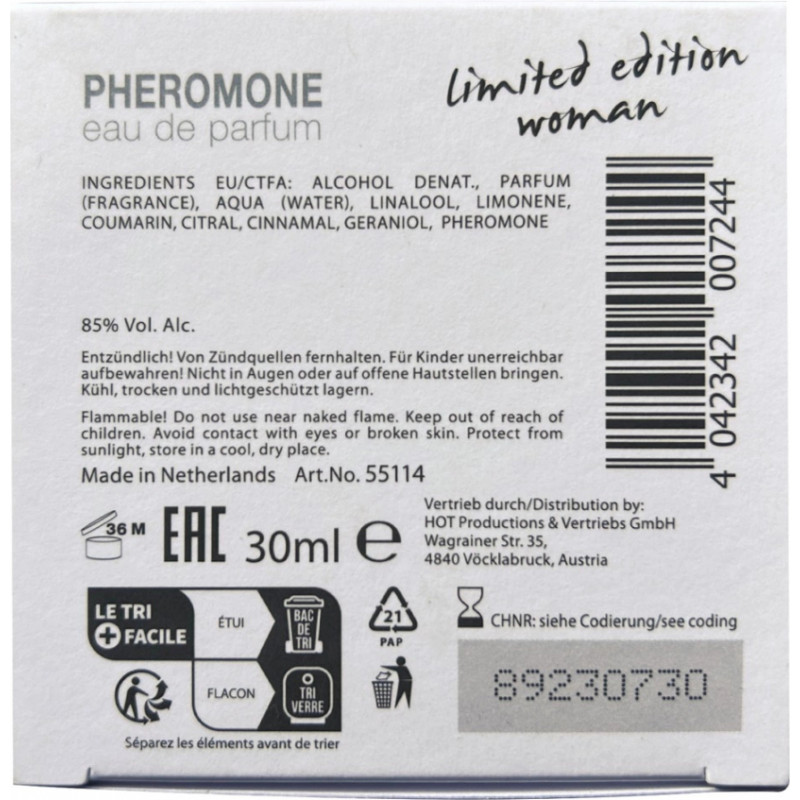 PHEROMONE
eau de parfum
limited edition
woman
INGREDIENTS EU/CTFA: ALCOHOL DENAT., PARFUM
(FRAGRANCE), AQUA (WATER), LINALOOL, LIMONENE,
COUMARIN, CITRAL, CINNAMAL, GERANIOL, PHEROMONE
4 042342 007244
85% Vol. Alc.
Entzündlich! Von Zündquellen fernhalten. Für Kinder unerreichbar
aufbewahren! Nicht in Augen oder auf offene Hautstellen bringen.
Kühl, trocken und lichtgeschützt lagern.
Flammable! Do not use near naked flame. Keep out of reach of
children. Avoid contact with eyes or broken skin. Protect from
sunlight, store in a cool, dry place.
Made in Netherlands Art.No. 55114
36 M
EAC
30ml e
Vertrieb durch/Distribution by:
HOT Productions & Vertriebs GmbH
Wagrainer Str. 35,
4840 Vöcklabruck, Austria
LE TRI
+ FACILE
ÉTUI
BAC
DE
TRI
FLACON
TRI
VERRE
Séparez les éléments avant de trier
21
PAP
CHNR: siehe Codierung/see coding
89230730